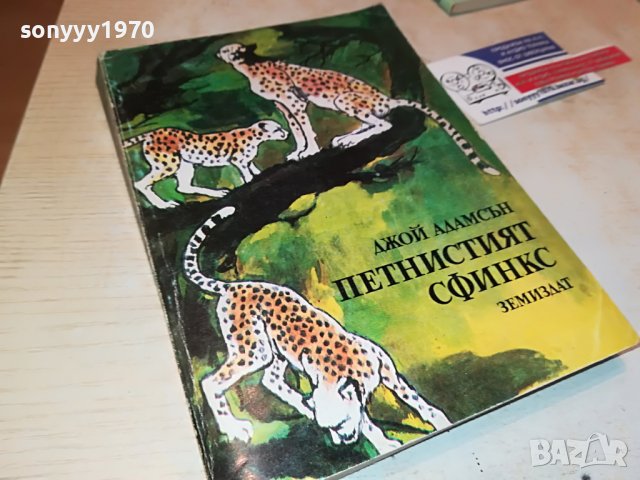 sonyyy1970
ДЖОЙ АДАМСЪН
ПЕТНИСТИЯТ
СФИНКС
ЗЕМИЗДАТ
BAZAR